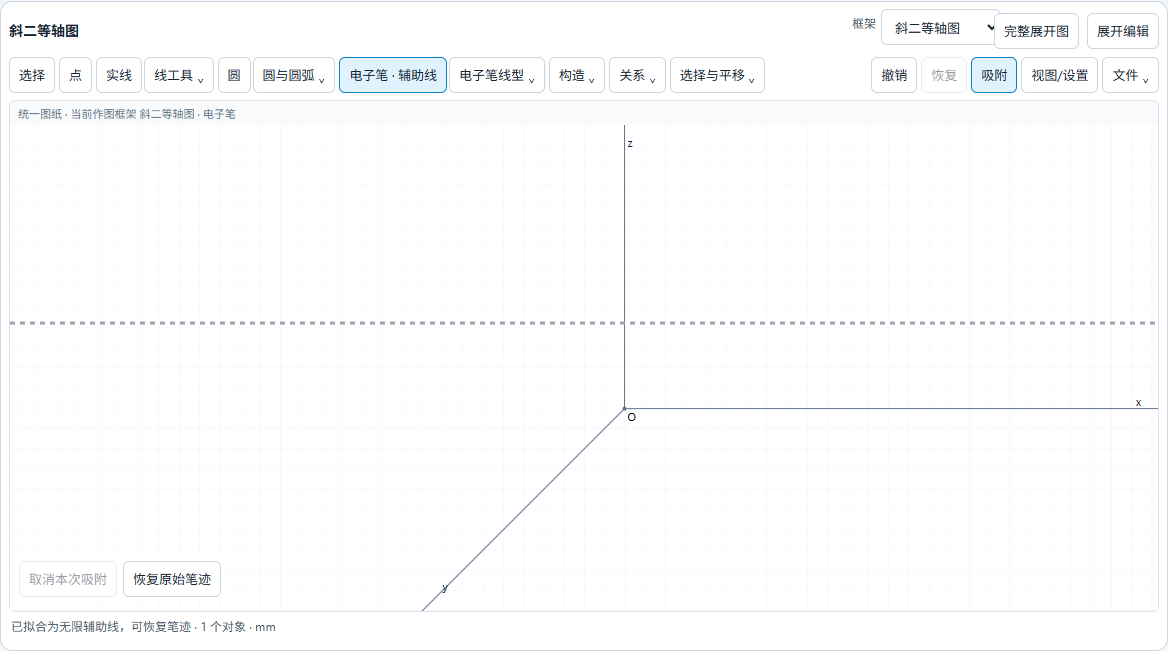 斜二等轴图
框架 斜二等轴图 完整展开图 展开编辑
选择 点 实线 线工具 圆 圆与圆弧 电子笔 · 辅助线 电子笔线型 构造 关系 选择与平移 撤销 恢复 吸附 视图/设置 文件
统一图纸 · 当前作图框架 斜二等轴图 · 电子笔
z
x
O
y
取消本次吸附 恢复原始笔迹
已拟合为无限辅助线，可恢复笔迹 · 1 个对象 · mm